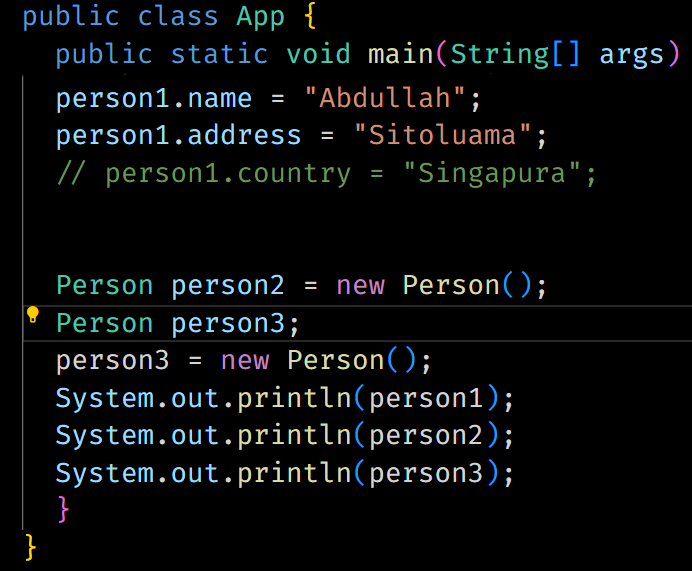 public class App {
public static void main(String[] args)
person1.name = "Abdullah";
person1.address = "Sitoluama";
// person1.country = "Singapura";
Person person2 = new Person();
Person person3;
person3 = new Person();
System.out.println(person1);
System.out.println(person2);
System.out.println(person3);
}
}